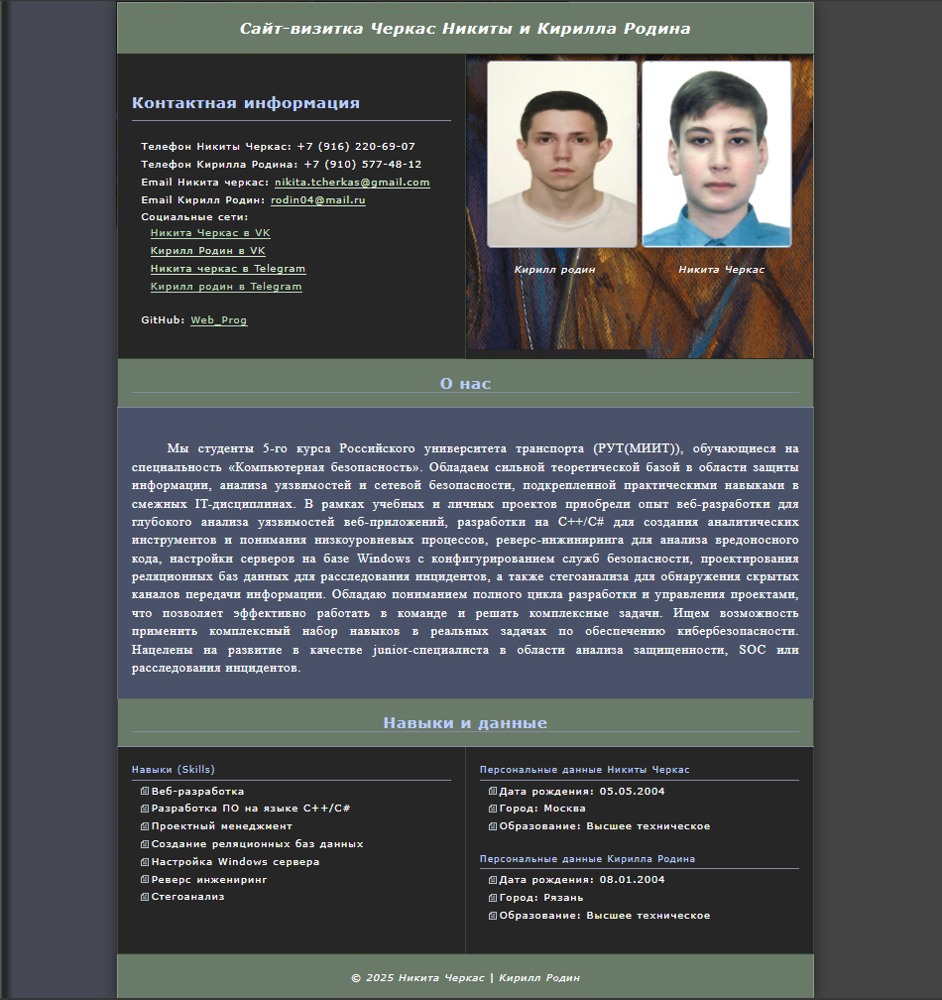 Сайт-визитка Черкас Никиты и Кирилла Родина
Контактная информация
Телефон Никиты Черкас: +7 (916) 220-69-07
Телефон Кирилла Родина: +7 (910) 577-48-12
Email Никита черкас: nikita.tcherkas@gmail.com
Email Кирилл Родин: rodin04@mail.ru
Социальные сети:
Никита Черкас в VK
Кирилл Родин в VK
Никита черкас в Telegram
Кирилл родин в Telegram
GitHub: Web_Prog
Кирилл родин
Никита Черкас
О нас
Мы студенты 5-го курса Российского университета транспорта (РУТ(МИИТ)), обучающиеся на
специальность «Компьютерная безопасность». Обладаем сильной теоретической базой в области защиты
информации, анализа уязвимостей и сетевой безопасности, подкрепленной практическими навыками в
смежных IT-дисциплинах. В рамках учебных и личных проектов приобрели опыт веб-разработки для
глубокого анализа уязвимостей веб-приложений, разработки на C++/C# для создания аналитических
инструментов и понимания низкоуровневых процессов, реверс-инжиниринга для анализа вредоносного
кода, настройки серверов на базе Windows с конфигурированием служб безопасности, проектирования
реляционных баз данных для расследования инцидентов, а также стегоанализа для обнаружения скрытых
каналов передачи информации. Обладаю пониманием полного цикла разработки и управления проектами,
что позволяет эффективно работать в команде и решать комплексные задачи. Ищем возможность
применить комплексный набор навыков в реальных задачах по обеспечению кибербезопасности.
Нацелены на развитие в качестве junior-специалиста в области анализа защищенности, SOC или
расследования инцидентов.
Навыки и данные
Навыки (Skills)
Веб-разработка
Разработка ПО на языке C++/C#
Проектный менеджмент
Создание реляционных баз данных
Настройка Windows сервера
Реверс инжениринг
Стегоанализ
Персональные данные Никиты Черкас
Дата рождения: 05.05.2004
Город: Москва
Образование: Высшее техническое
Персональные данные Кирилла Родина
Дата рождения: 08.01.2004
Город: Рязань
Образование: Высшее техническое
© 2025 Никита Черкас | Кирилл Родин